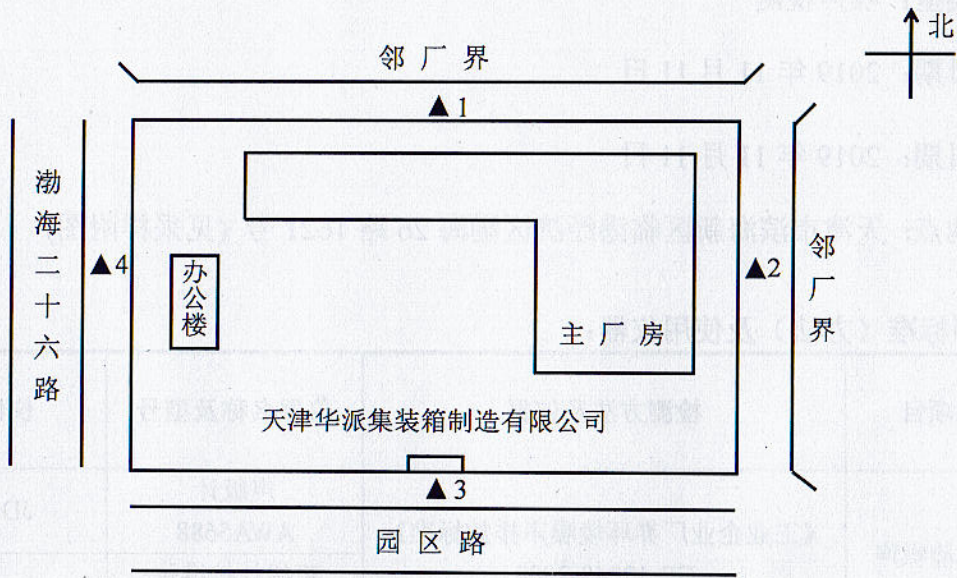 北
邻厂界
▲1
渤海二十六路
▲4
办公楼
▲2
邻厂界
主厂房
天津华派集装箱制造有限公司
▲3
园区路